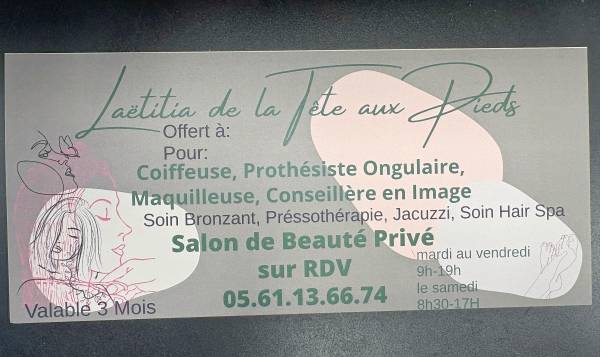 Laëtitia de la Tête aux Pieds
Offert à:
Pour:
Coiffeuse, Prothésiste Ongulaire,
Maquilleuse, Conseillère en Image
Soin Bronzant, Préssothérapie, Jacuzzi, Soin Hair Spa
Salon de Beauté Privé
sur RDV
05.61.13.66.74
mardi au vendredi
9h-19h
le samedi
8h30-17H
Valable 3 Mois